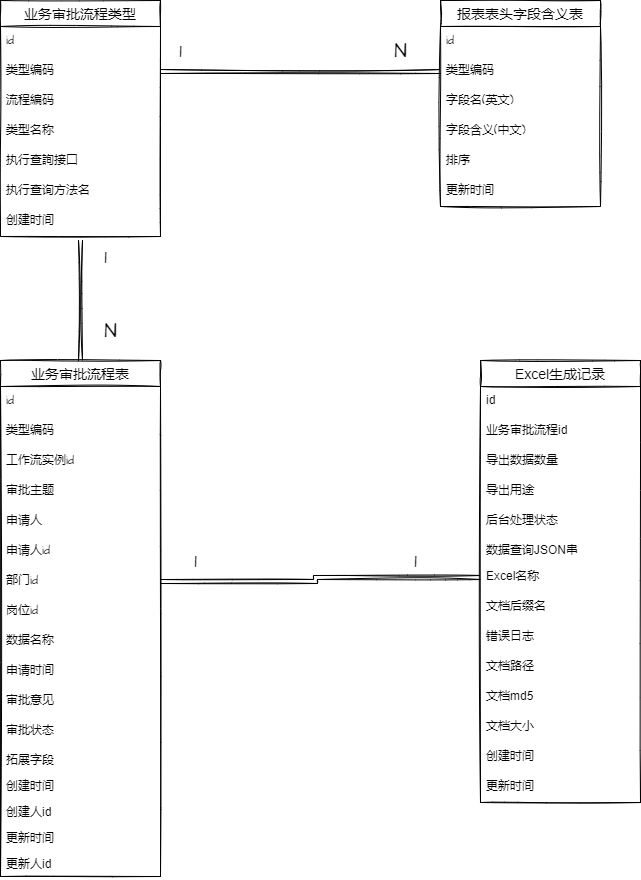 业务审批流程类型
id
类型编码
流程编码
类型名称
执行查询接口
执行查询方法名
创建时间
1
N
报表表头字段含义表
id
类型编码
字段名(英文)
字段含义(中文)
排序
更新时间
1
N
业务审批流程表
id
类型编码
工作流实例id
审批主题
申请人
申请人id
部门id
岗位id
数据名称
申请时间
审批意见
审批状态
拓展字段
创建时间
创建人id
更新时间
更新人id
1
1
Excel生成记录
id
业务审批流程id
导出数据数量
导出用途
后台处理状态
数据查询JSON串
Excel名称
文档后缀名
错误日志
文档路径
文档md5
文档大小
创建时间
更新时间